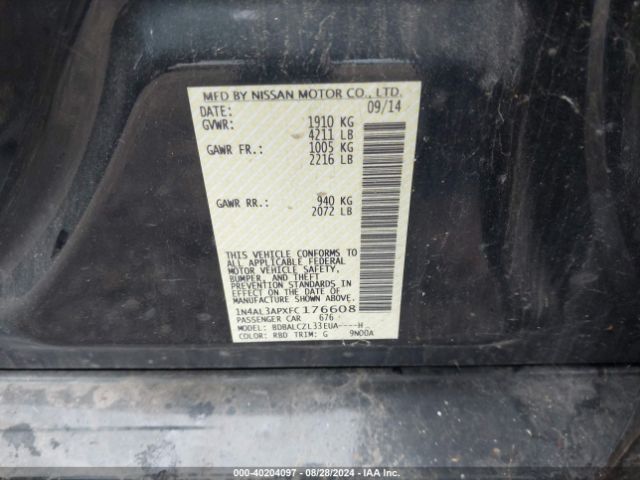 MFD BY NISSAN MOTOR CO., LTD.
DATE: 09/14
GVWR: 1910 KG
4211 LB
GAWR FR.: 1005 KG
2216 LB
GAWR RR.: 940 KG
2072 LB
THIS VEHICLE CONFORMS TO
ALL APPLICABLE FEDERAL
MOTOR VEHICLE SAFETY,
BUMPER, AND THEFT
PREVENTION STANDARDS IN
EFFECT ON THE DATE OF
MANUFACTURE SHOWN ABOVE.
1N4AL3APXFC176608
PASSENGER CAR 676
MODEL: BDBALCZL33EUA----H
COLOR: RBD TRIM: G 9N00A
000-40204097 - 08/28/2024 - IAA Inc.